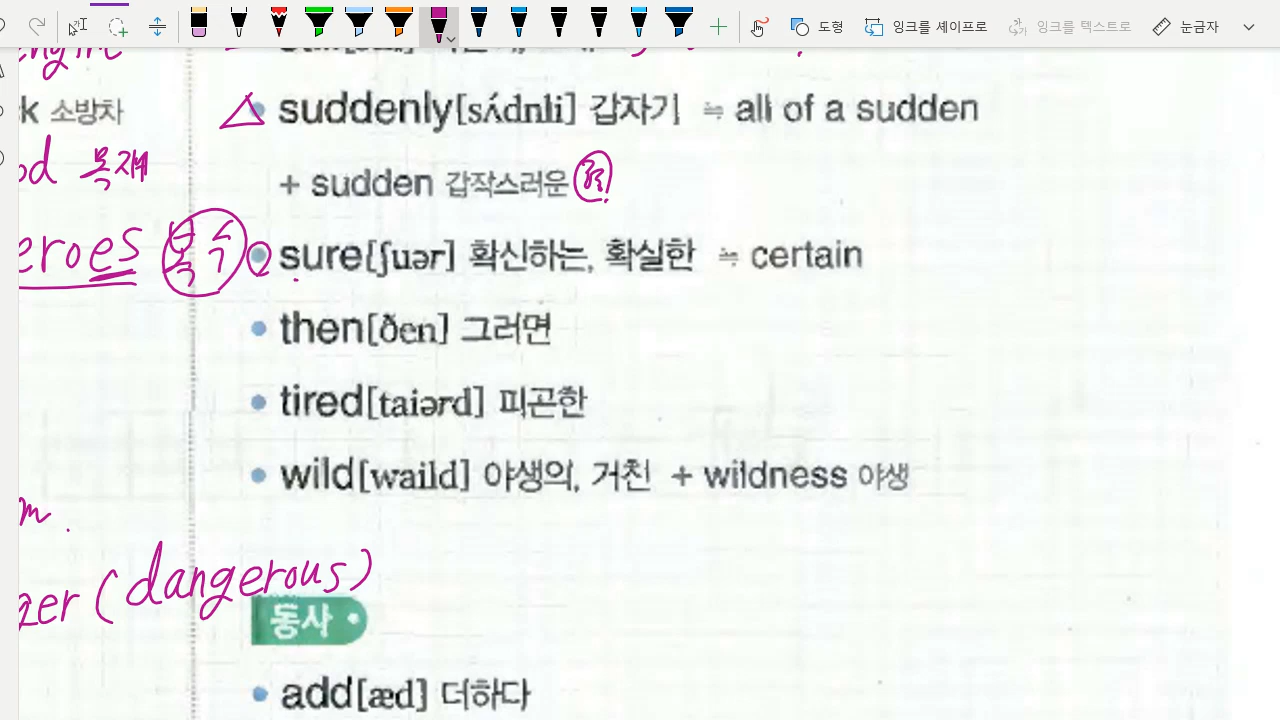 도형 잉크를 셰이프로 잉크를 텍스트로 눈금자
k 소방차
suddenly[sʌ́dnli] 갑자기 ≒ all of a sudden
od 목재
+ sudden 갑작스러운 형!
eroes 복수
sure[ʃuər] 확신하는, 확실한 ≒ certain
then[ðen] 그러면
tired[taiərd] 피곤한
wild[waild] 야생의, 거친 + wildness 야생
m.
ger (dangerous)
동사
add[æd] 더하다